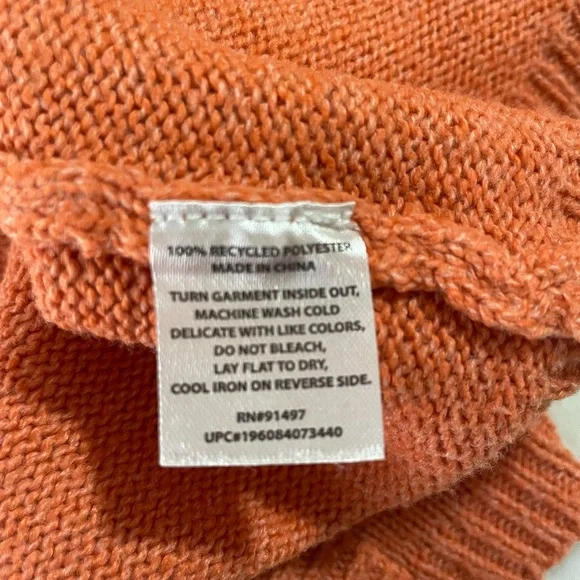 100% RECYCLED POLYESTER
MADE IN CHINA
TURN GARMENT INSIDE OUT,
MACHINE WASH COLD
DELICATE WITH LIKE COLORS,
DO NOT BLEACH,
LAY FLAT TO DRY,
COOL IRON ON REVERSE SIDE.
RN#91497
UPC#196084073440